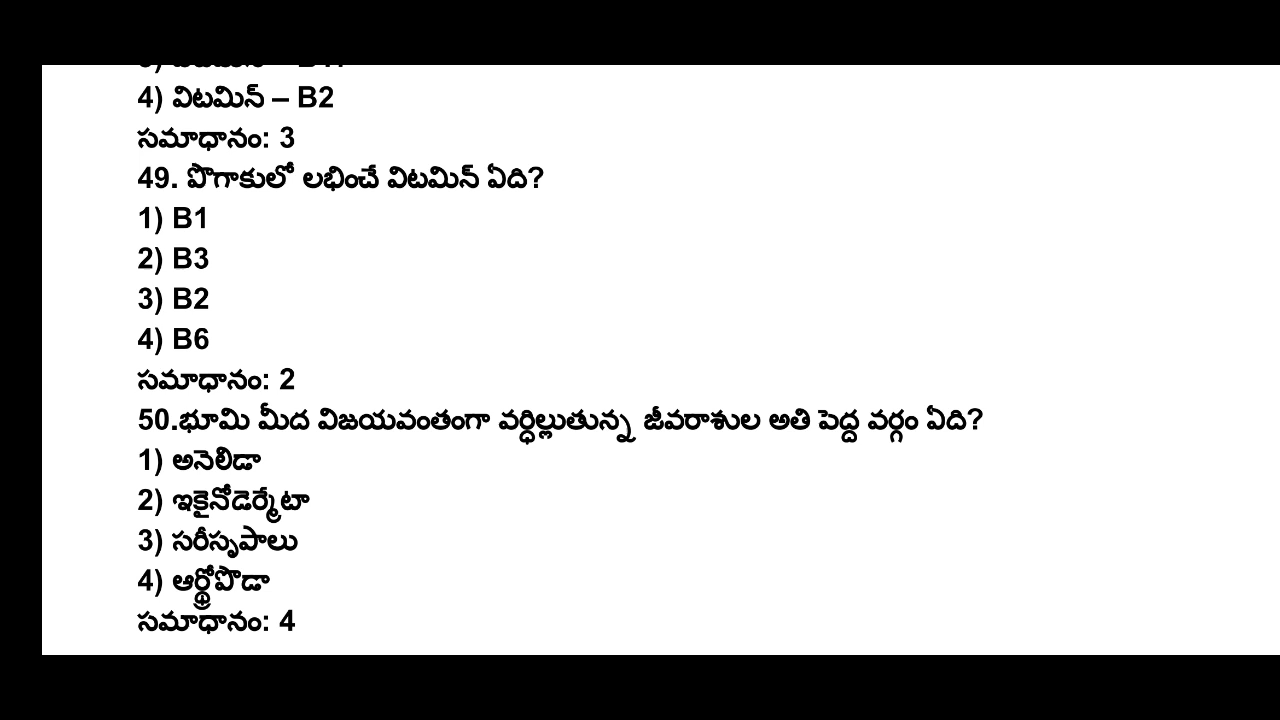 4) విటమిన్ – B2
సమాధానం: 3
49. పొగాకులో లభించే విటమిన్ ఏది?
1) B1
2) B3
3) B2
4) B6
సమాధానం: 2
50.భూమి మీద విజయవంతంగా వర్ధిల్లుతున్న జీవరాశుల అతి పెద్ద వర్గం ఏది?
1) అనెలిడా
2) ఇకైనోడెర్మేటా
3) సరీసృపాలు
4) ఆర్థ్రోపొడా
సమాధానం: 4